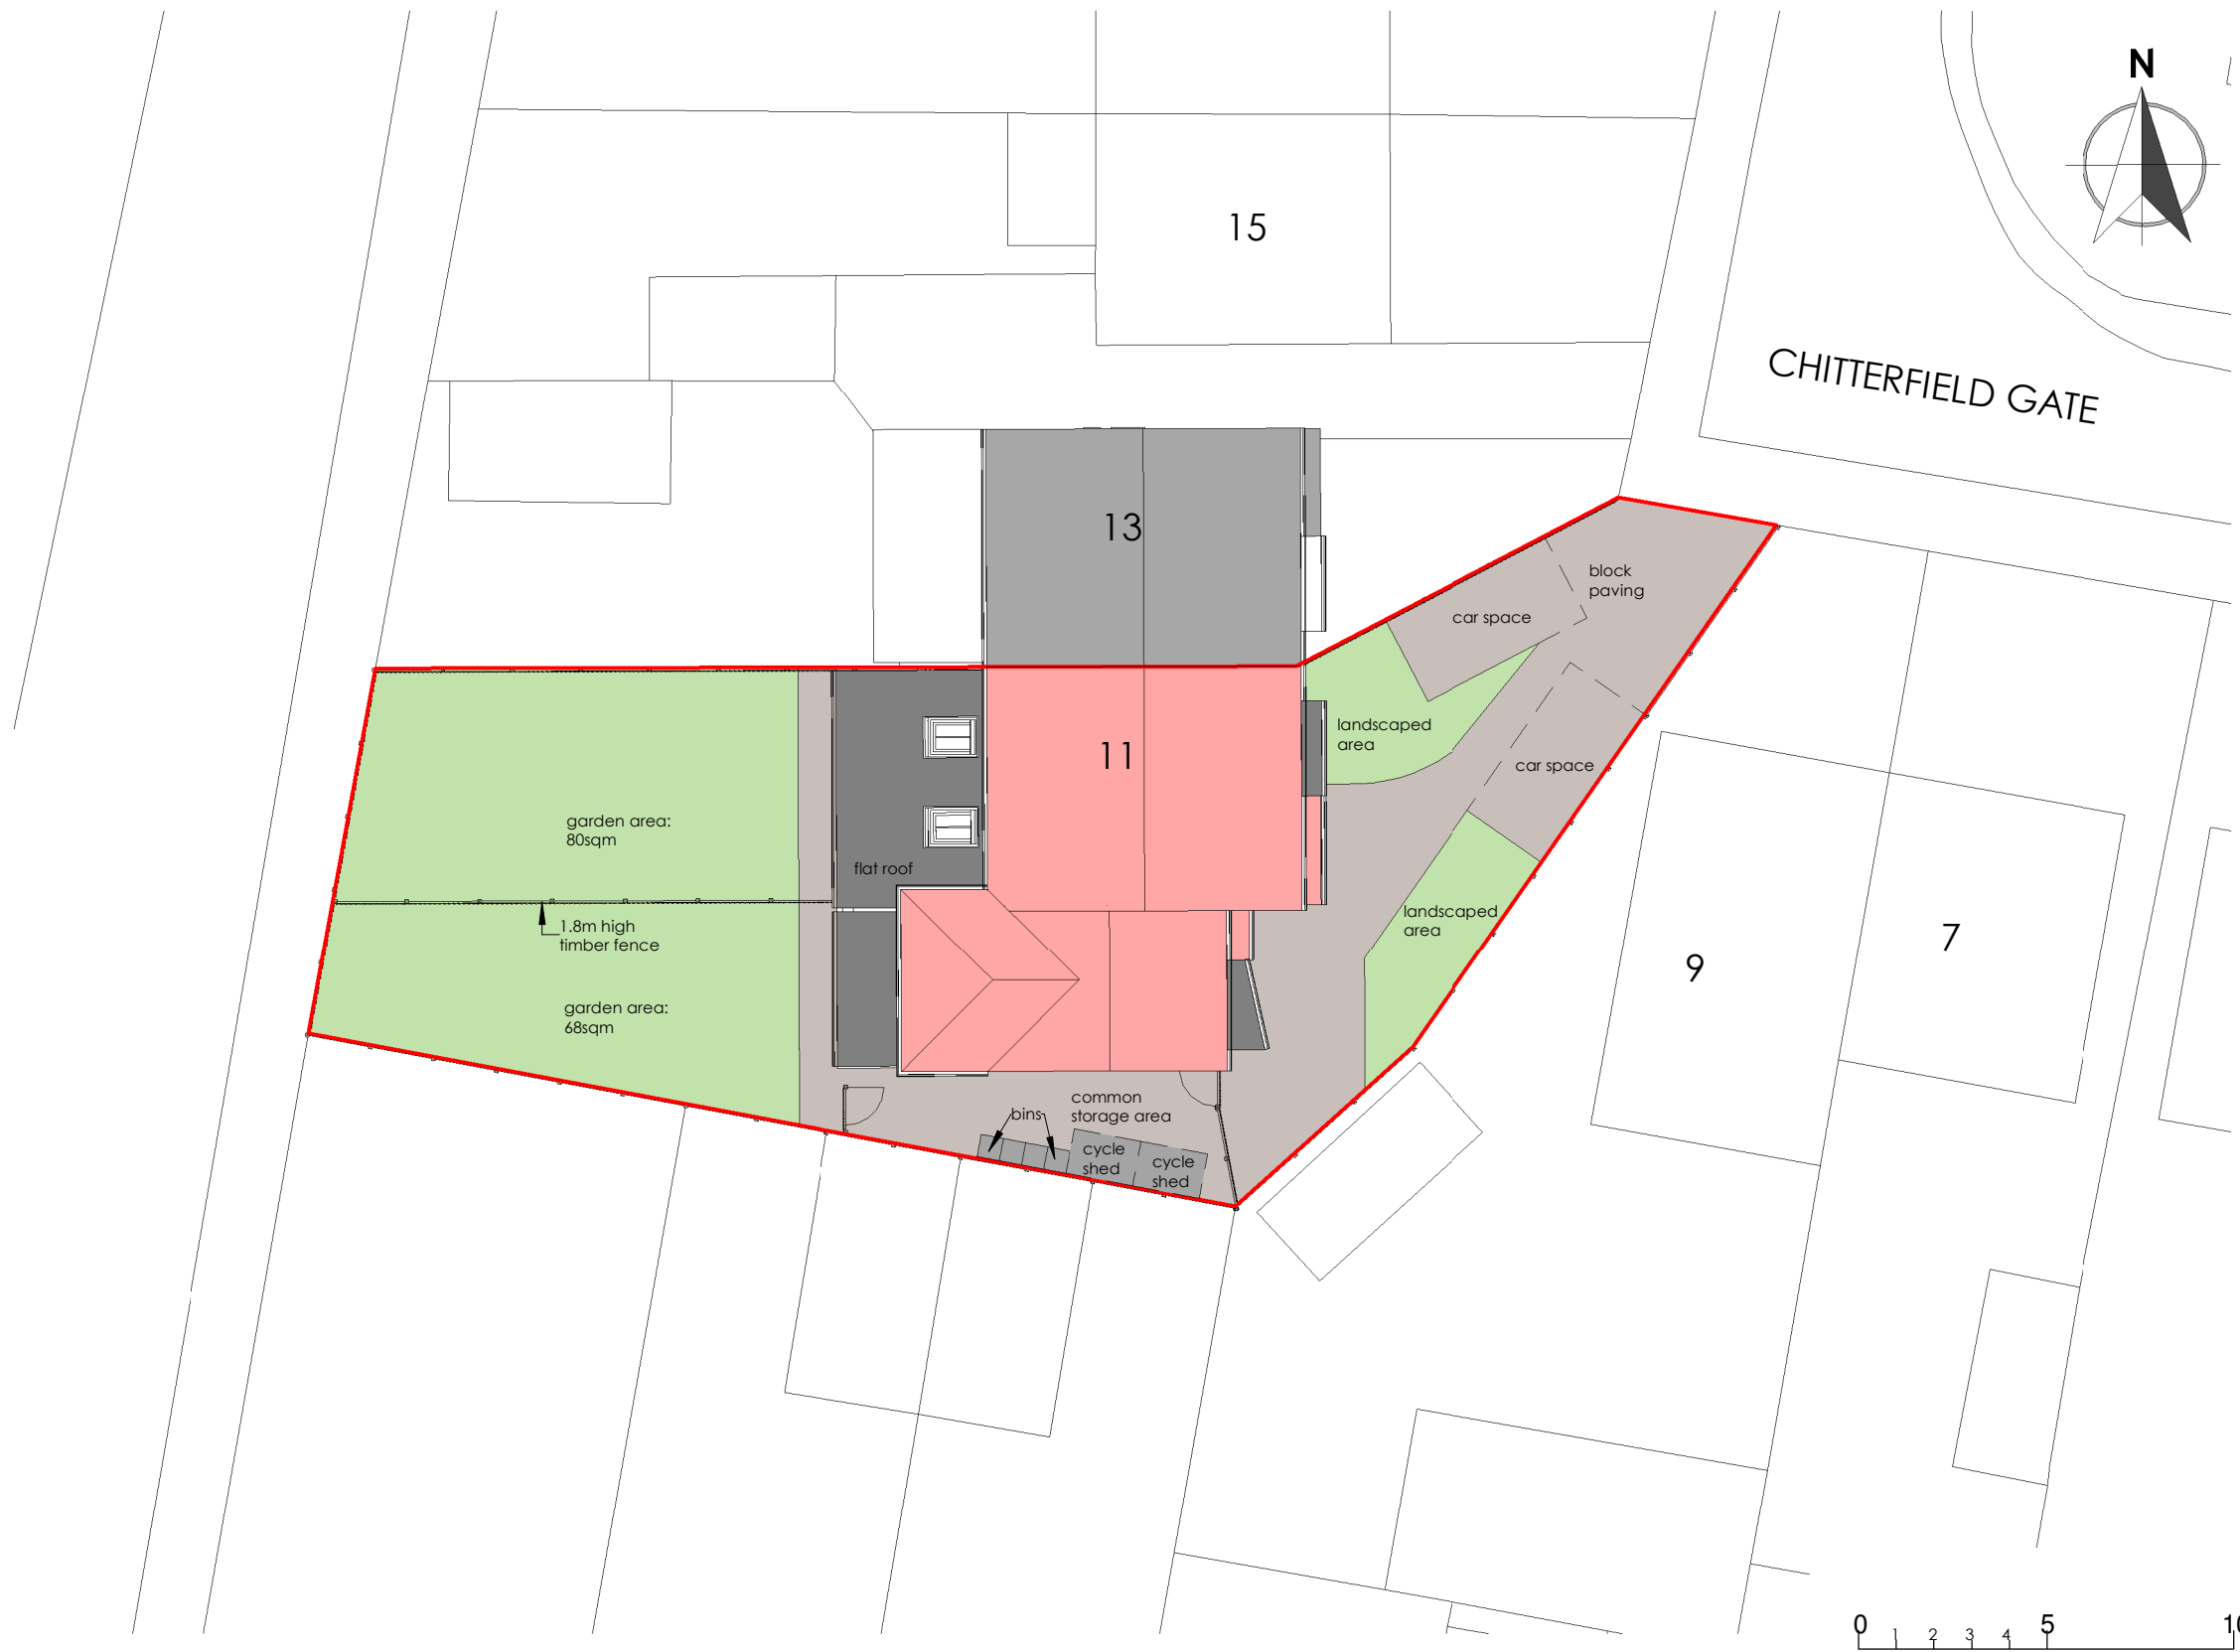 N
15
CHITTERFIELD GATE
13
block
paving
car space
landscaped
area
11
car space
garden area:
80sqm
flat roof
landscaped
area
1.8m high
timber fence
9
7
garden area:
68sqm
common
storage area
bins
cycle
shed
cycle
shed
0 1 2 3 4 5